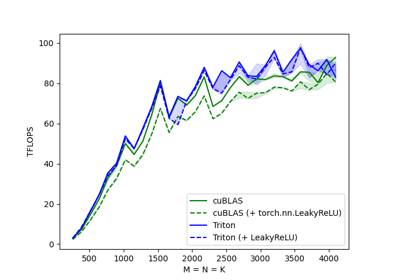 100
80
60
40
20
0
TFLOPS
cuBLAS
cuBLAS (+ torch.nn.LeakyReLU)
Triton
Triton (+ LeakyReLU)
500 1000 1500 2000 2500 3000 3500 4000
M = N = K